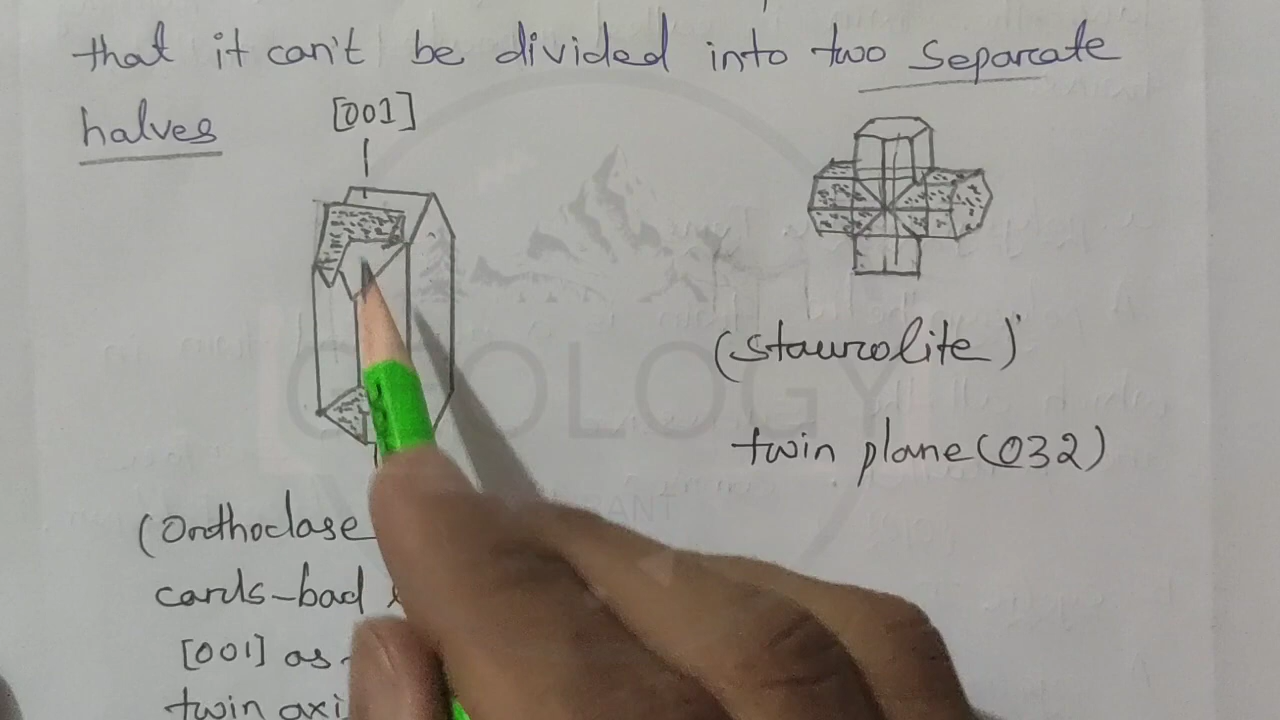 that it can't be divided into two separate
halves
[001]
(Staurolite)
twin plane (032)
(Orthoclase
carls-bad
[001] as
twin axi
GEOLOGY